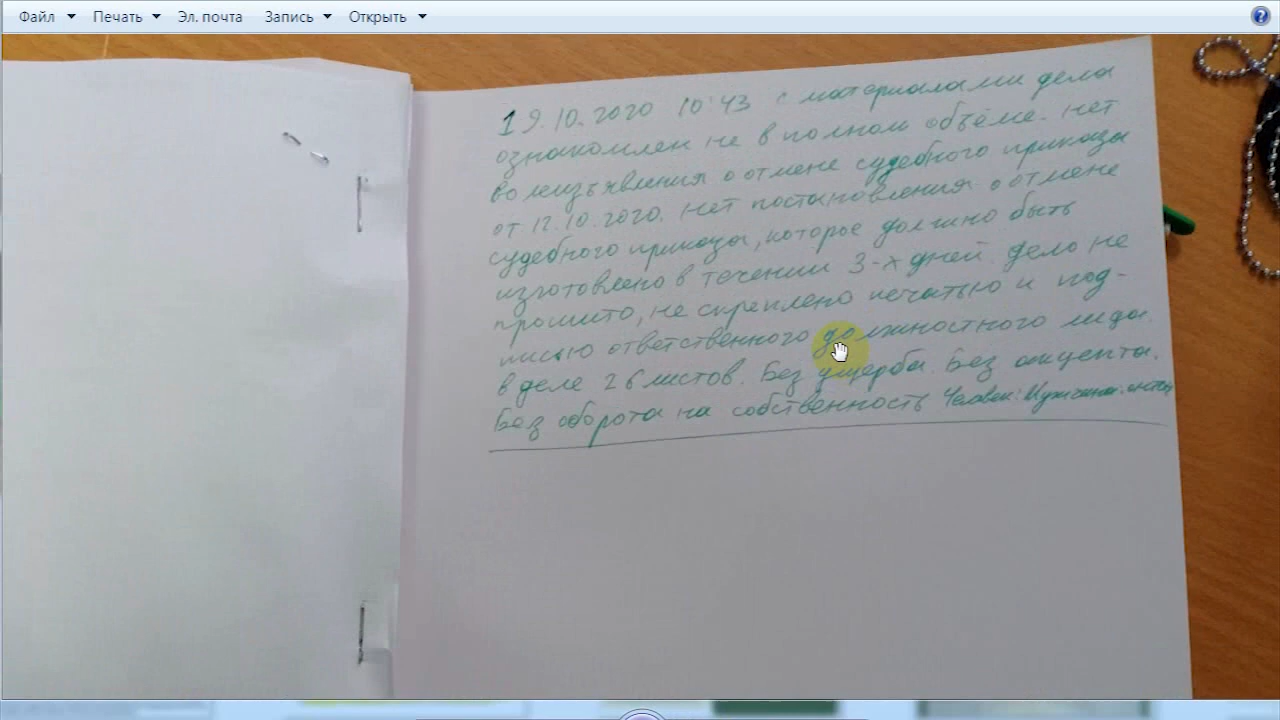 Файл Печать Эл. почта Запись Открыть
19.10.2020 10:43 с материалами дела
ознакомлен не в полном объёме. Нет
волеизъявления о отмене судебного приказа
от 12.10.2020. Нет постановления о отмене
судебного приказа, которое должно быть
изготовлено в течении 3-х дней. Дело не
прошито, не скреплено печатью и под-
писью ответственного должностного лица.
в деле 26 листов. Без ущерба. Без акцепта.
Без оборота на собственность Человек: Мужчина: